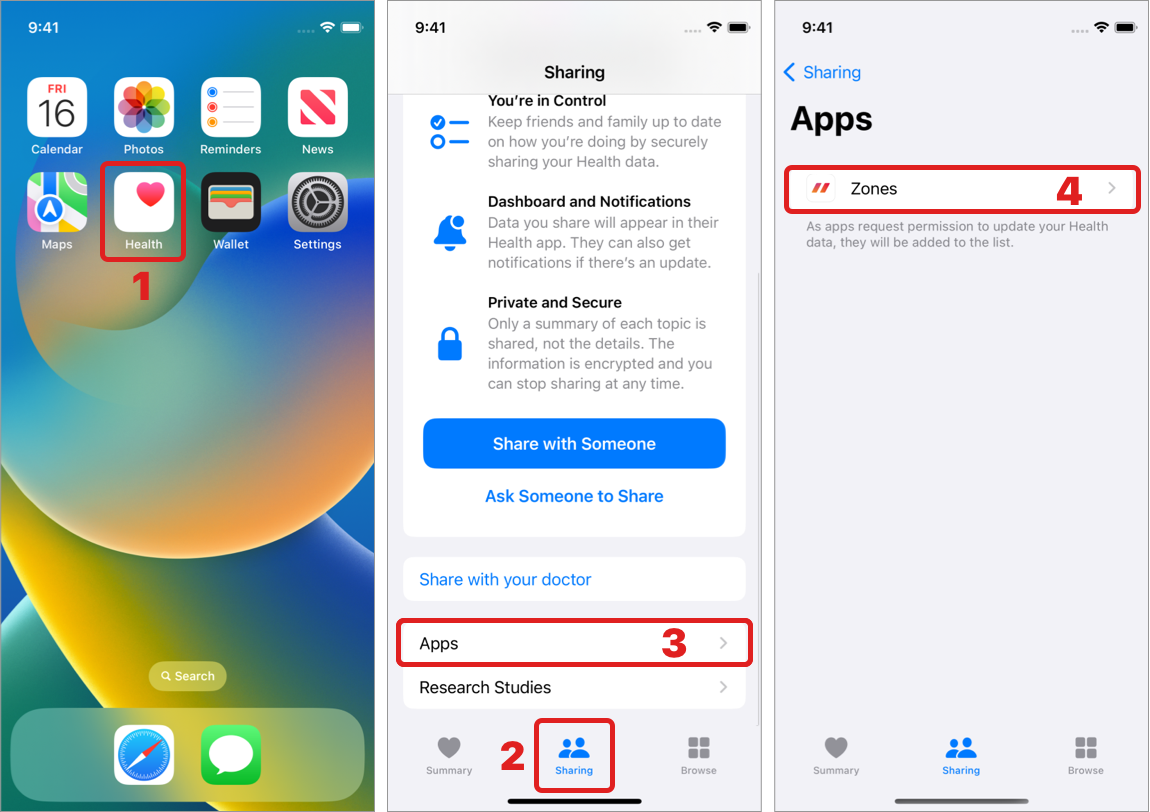 9:41
FRI
16
Calendar
Photos
Reminders
News
Maps
Health
Wallet
Settings
1
Search
9:41
Sharing
You're in Control
Keep friends and family up to date
on how you're doing by securely
sharing your Health data.
Dashboard and Notifications
Data you share will appear in their
Health app. They can also get
notifications if there's an update.
Private and Secure
Only a summary of each topic is
shared, not the details. The
information is encrypted and you
can stop sharing at any time.
Share with Someone
Ask Someone to Share
Share with your doctor
Apps
3
Research Studies
2
Summary
Sharing
Browse
9:41
Sharing
Apps
Zones
4
As apps request permission to update your Health
data, they will be added to the list.
Summary
Sharing
Browse